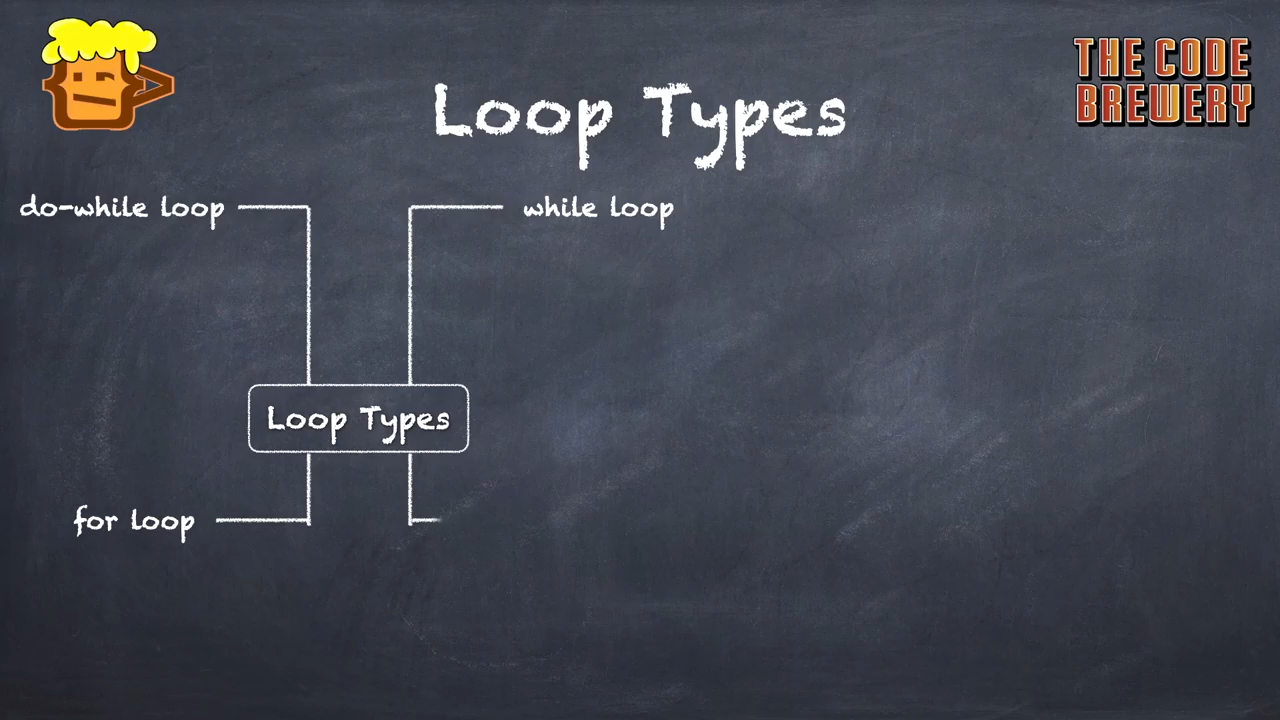 THE CODE
BREWERY
Loop Types
do-while loop
while loop
Loop Types
for loop